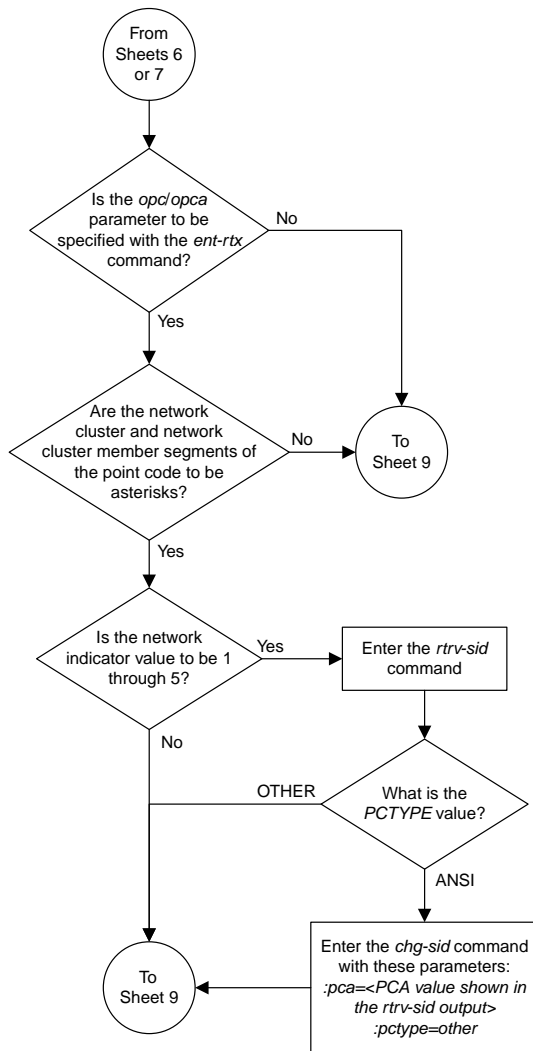 From
Sheets 6
or 7
Is the opc/opca
parameter to be
specified with the ent-rtx
command?
No
Yes
Are the network
cluster and network
cluster member segments of
the point code to be
asterisks?
No
To
Sheet 9
Yes
Is the network
indicator value to be 1
through 5?
Yes
Enter the rtrv-sid
command
No
OTHER
What is the
PCTYPE value?
ANSI
To
Sheet 9
Enter the chg-sid command
with these parameters:
:pca=<PCA value shown in
the rtrv-sid output>
:pctype=other